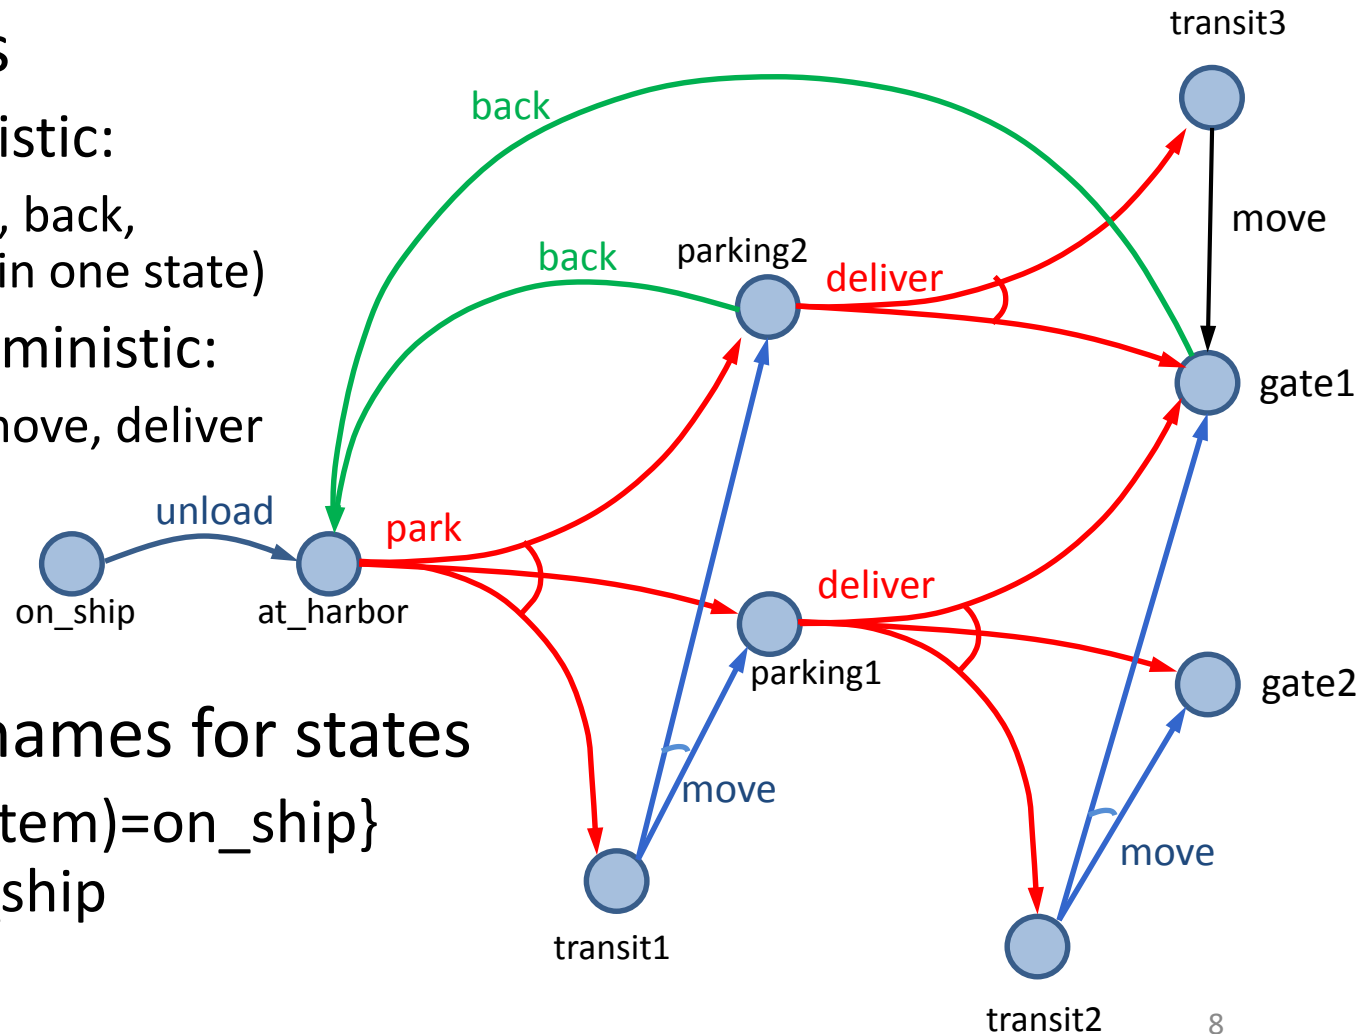 s
istic:
, back,
in one state)
ministic:
nove, deliver
names for states
tem)=on_ship}
_ship
transit3
back
move
parking2
back
deliver
gate1
unload
park
on_ship
at_harbor
deliver
parking1
gate2
move
move
transit1
transit2
8